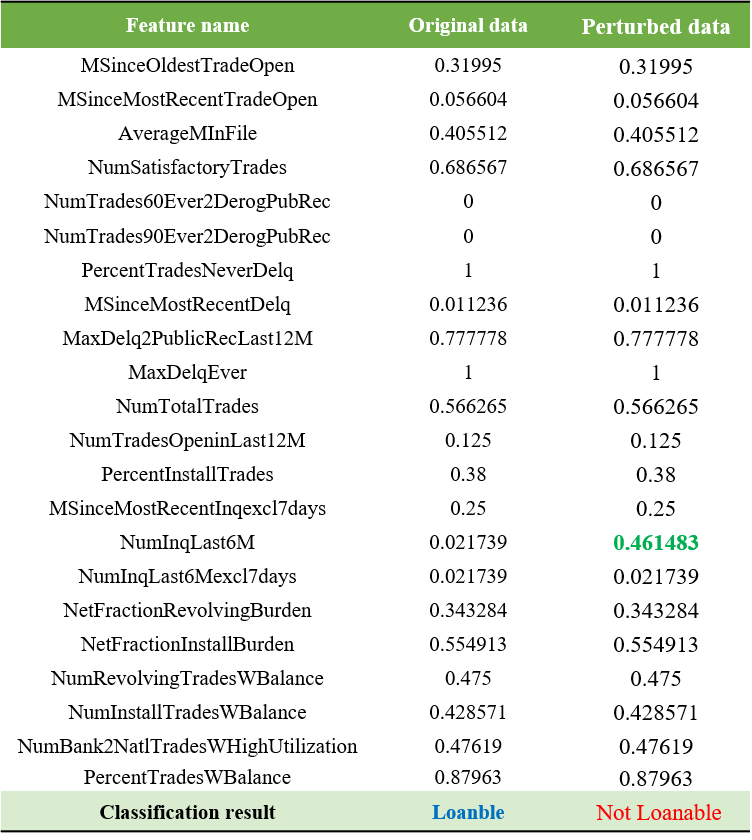 Feature name Original data Perturbed data
MSinceOldestTradeOpen 0.31995 0.31995
MSinceMostRecentTradeOpen 0.056604 0.056604
AverageMInFile 0.405512 0.405512
NumSatisfactoryTrades 0.686567 0.686567
NumTrades60Ever2DerogPubRec 0 0
NumTrades90Ever2DerogPubRec 0 0
PercentTradesNeverDelq 1 1
MSinceMostRecentDelq 0.011236 0.011236
MaxDelq2PublicRecLast12M 0.777778 0.777778
MaxDelqEver 1 1
NumTotalTrades 0.566265 0.566265
NumTradesOpeninLast12M 0.125 0.125
PercentInstallTrades 0.38 0.38
MSinceMostRecentInqexcl7days 0.25 0.25
NumInqLast6M 0.021739 0.461483
NumInqLast6Mexcl7days 0.021739 0.021739
NetFractionRevolvingBurden 0.343284 0.343284
NetFractionInstallBurden 0.554913 0.554913
NumRevolvingTradesWBalance 0.475 0.475
NumInstallTradesWBalance 0.428571 0.428571
NumBank2NatlTradesWHighUtilization 0.47619 0.47619
PercentTradesWBalance 0.87963 0.87963
Classification result Loanble Not Loanable